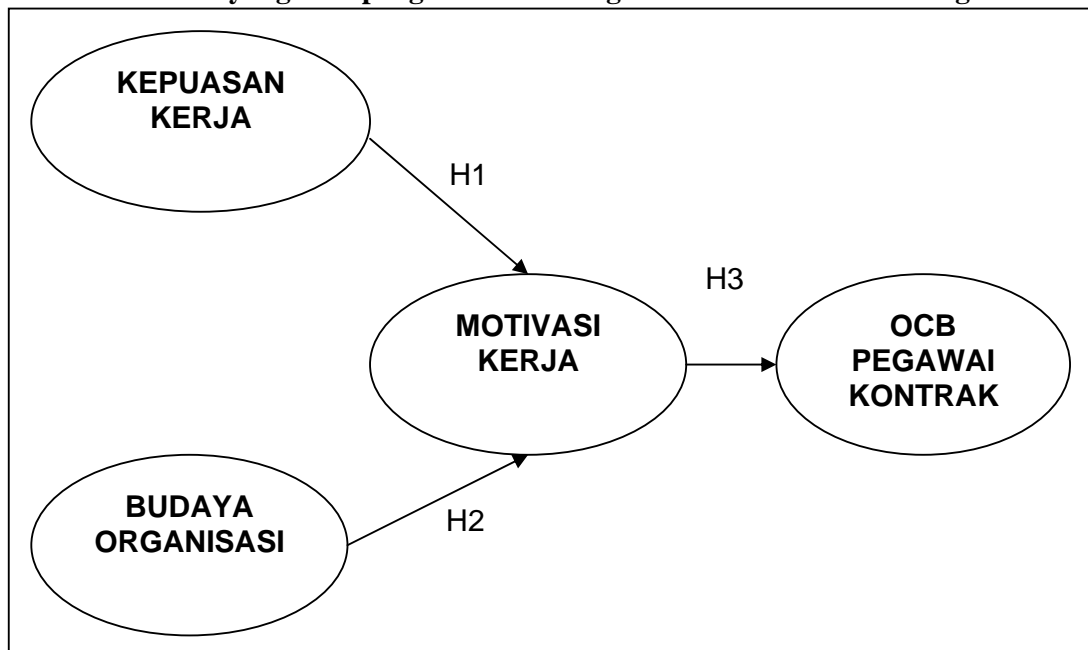 KEPUASAN
KERJA
H1
H3
MOTIVASI
KERJA
OCB
PEGAWAI
KONTRAK
BUDAYA
ORGANISASI
H2